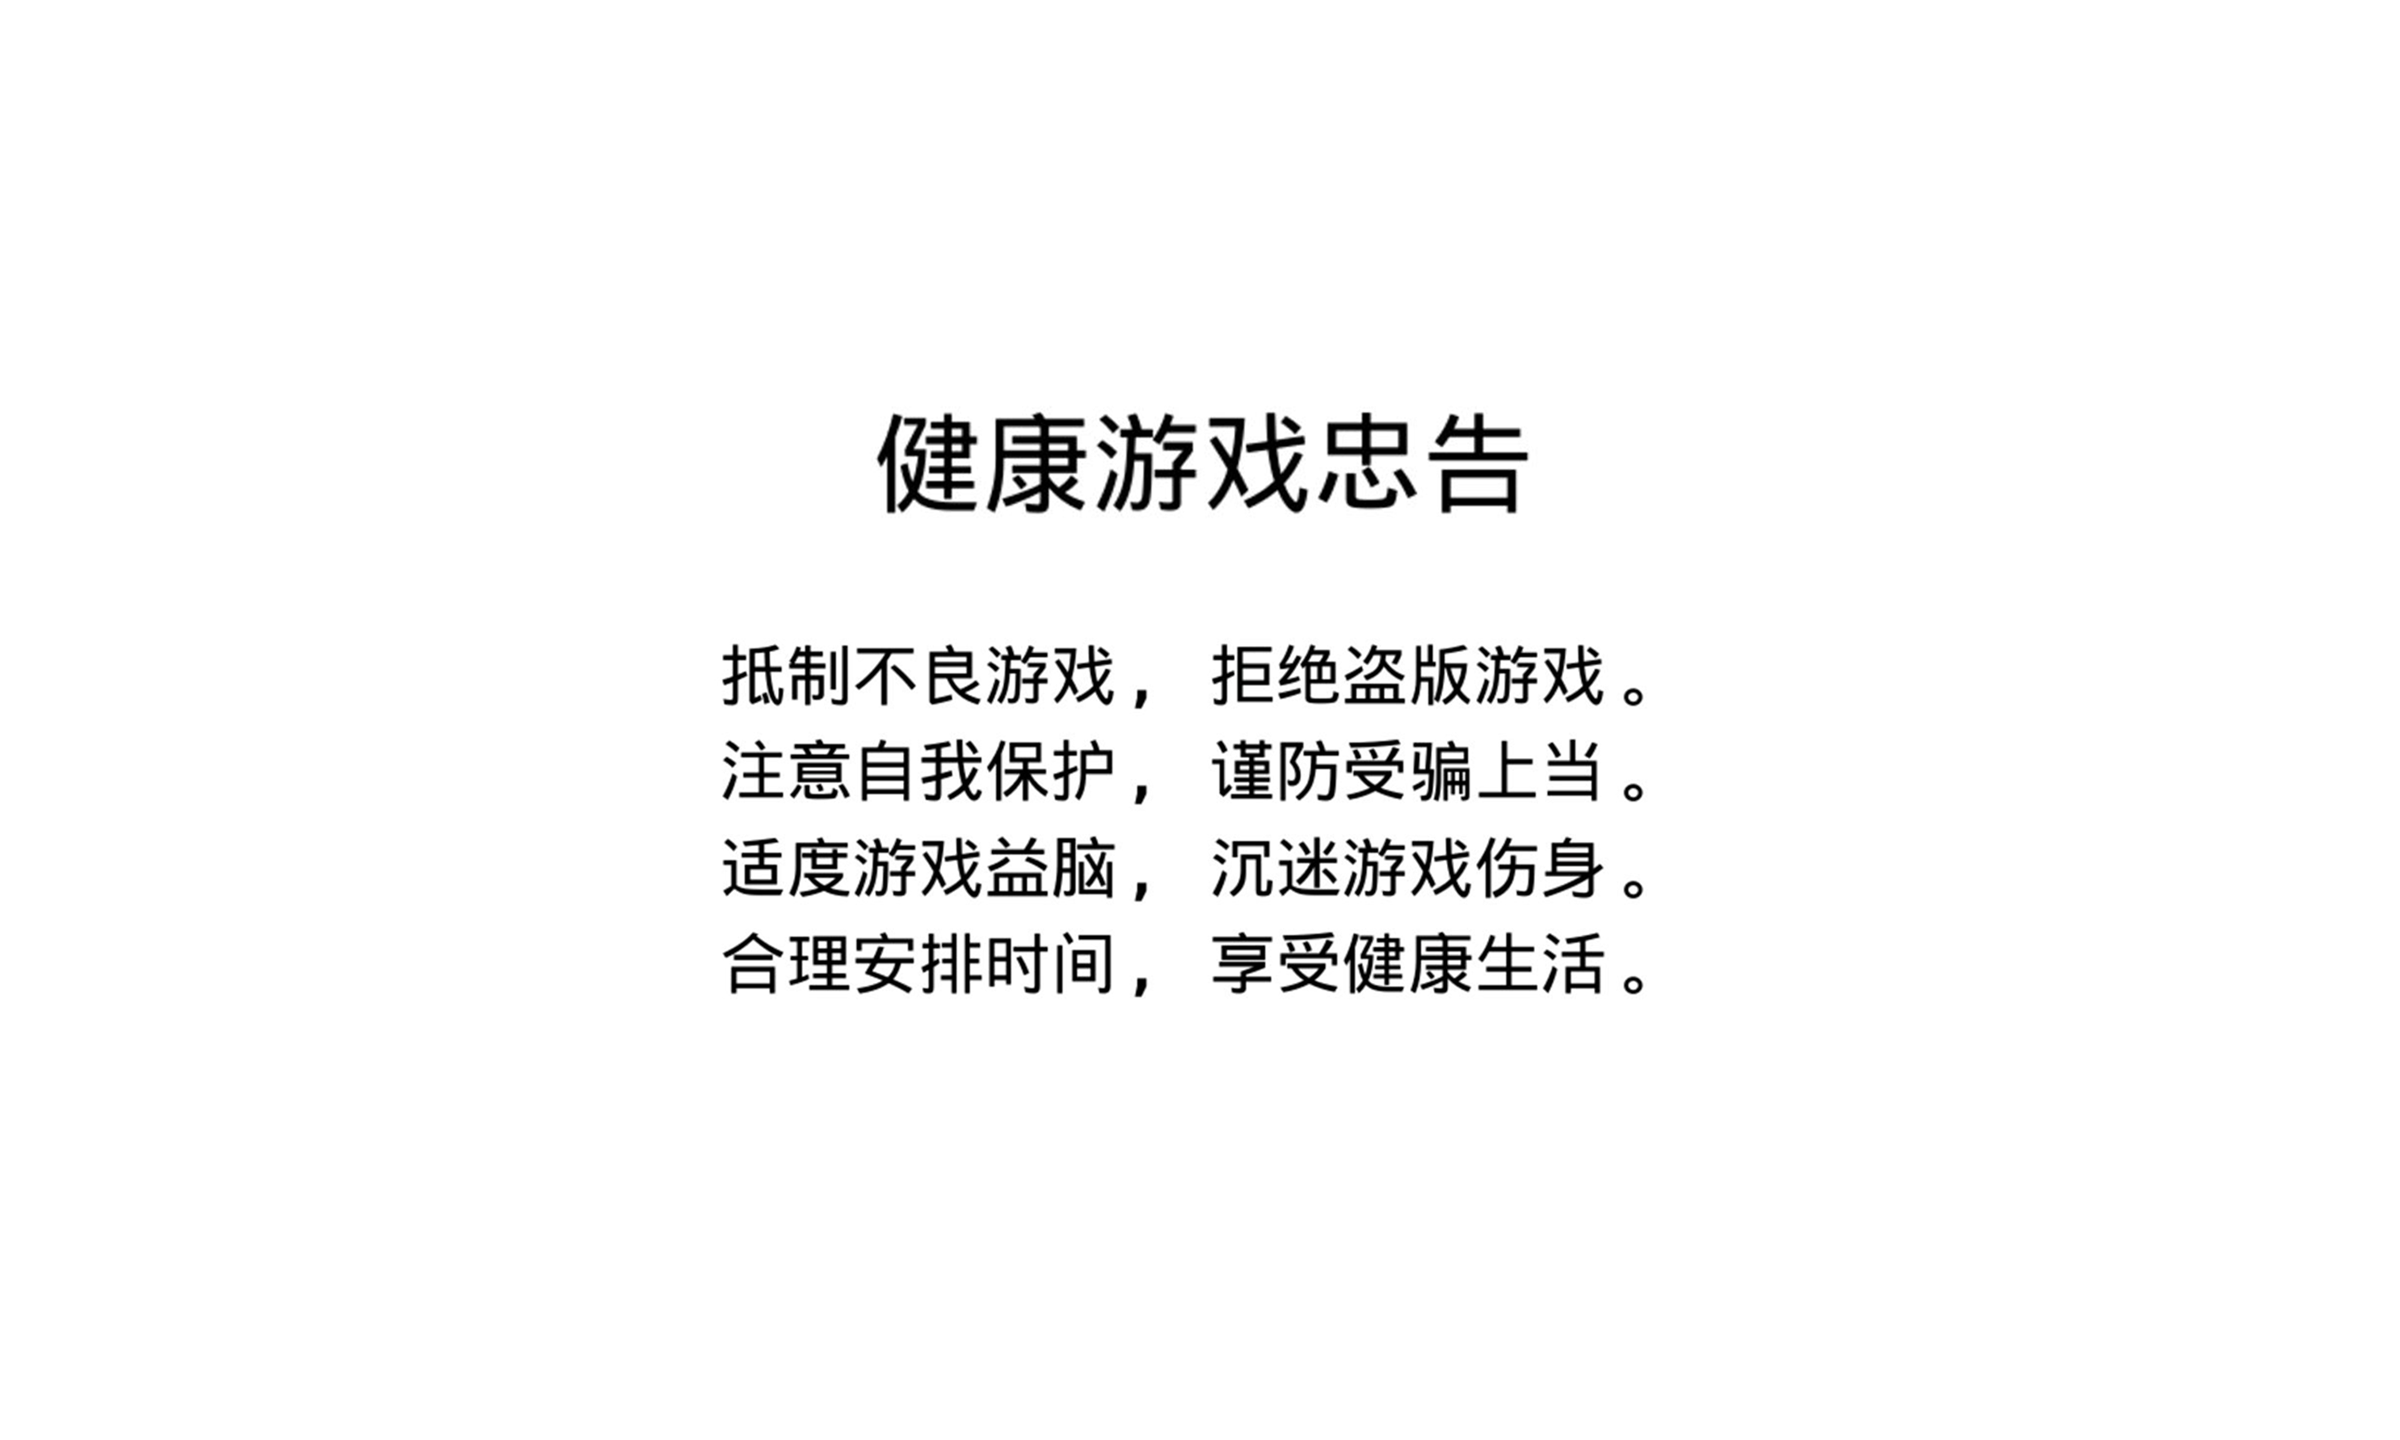 健康游戏忠告
抵制不良游戏, 拒绝盗版游戏。
注意自我保护, 谨防受骗上当。
适度游戏益脑, 沉迷游戏伤身。
合理安排时间, 享受健康生活。